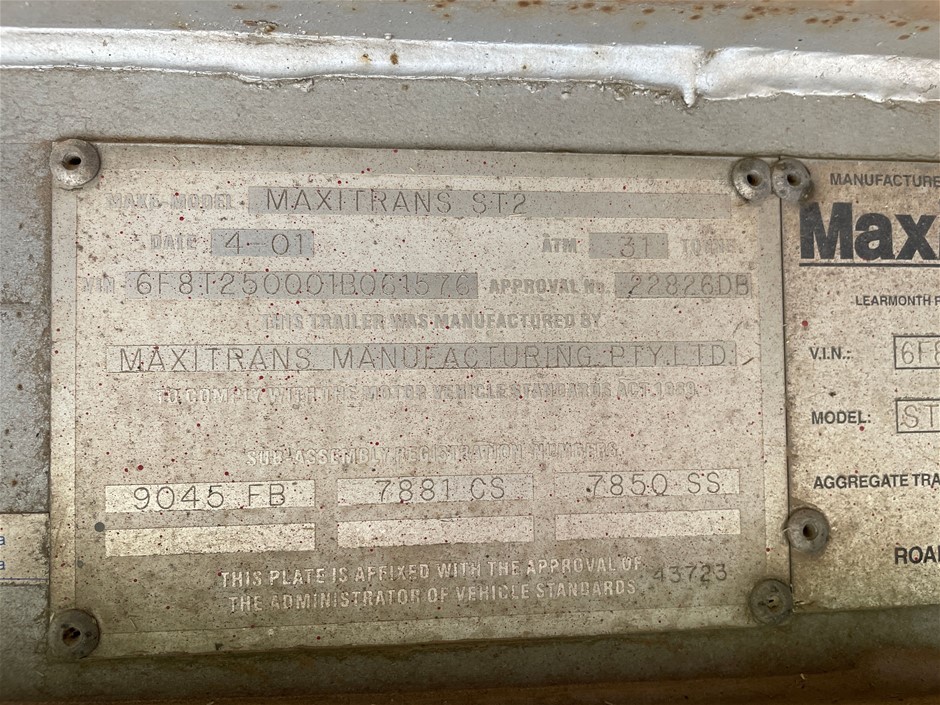 MAKE MODEL MAXITRANS ST2
DATE 4-01 ATM 31 TONNE
VIN 6F8T250001B061576 APPROVAL No. 22826DB
THIS TRAILER WAS MANUFACTURED BY
MAXITRANS MANUFACTURING PTY.LTD.
TO COMPLY WITH THE MOTOR VEHICLE STANDARDS ACT 1989.
SUB-ASSEMBLY REGISTRATION NUMBERS
9045 FB 7881 CS 7850 SS
THIS PLATE IS AFFIXED WITH THE APPROVAL OF
THE ADMINISTRATOR OF VEHICLE STANDARDS 43723
MANUFACTURE
Max
LEARMONTH
V.I.N.: 6F8
MODEL: ST
AGGREGATE TRA
ROA